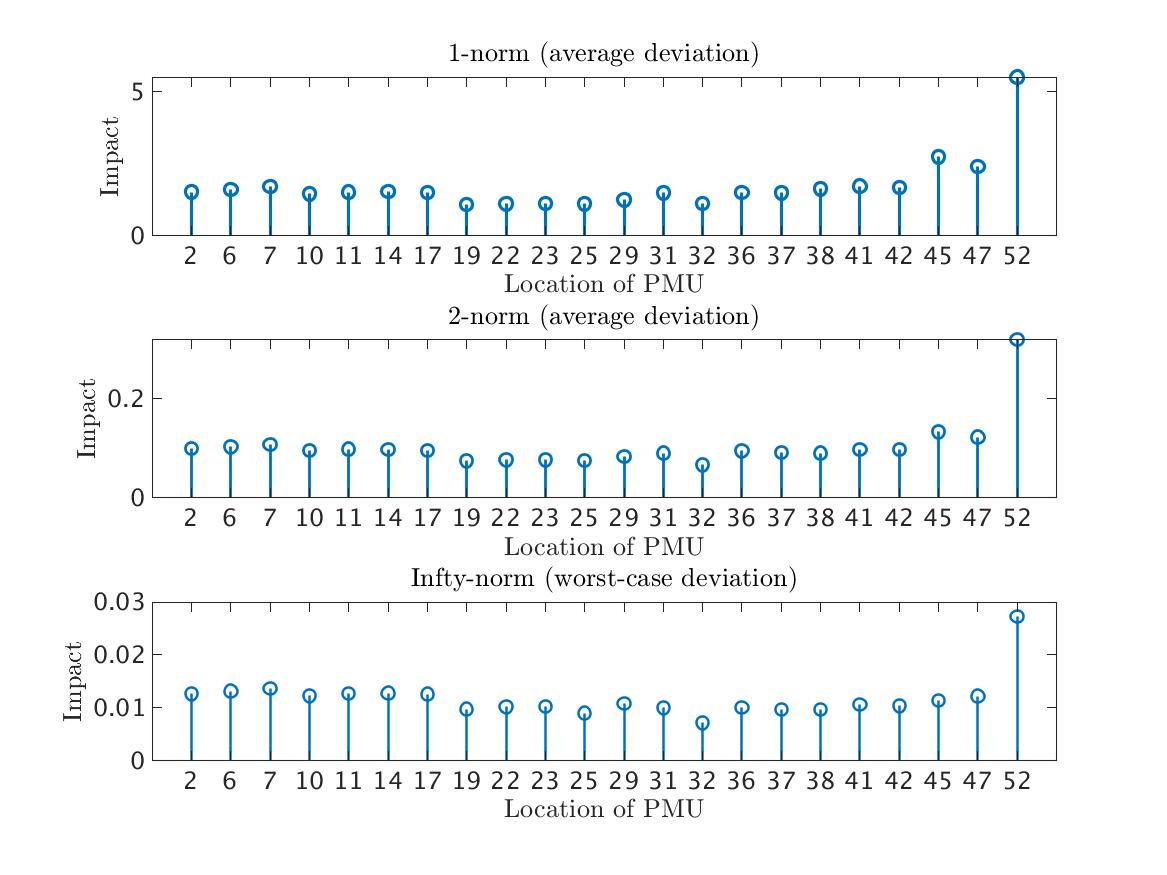 1-norm (average deviation)
5
0
Impact
2 6 7 10 11 14 17 19 22 23 25 29 31 32 36 37 38 41 42 45 47 52
Location of PMU
2-norm (average deviation)
0.2
0
Impact
2 6 7 10 11 14 17 19 22 23 25 29 31 32 36 37 38 41 42 45 47 52
Location of PMU
Infty-norm (worst-case deviation)
0.03
0.02
0.01
0
Impact
2 6 7 10 11 14 17 19 22 23 25 29 31 32 36 37 38 41 42 45 47 52
Location of PMU